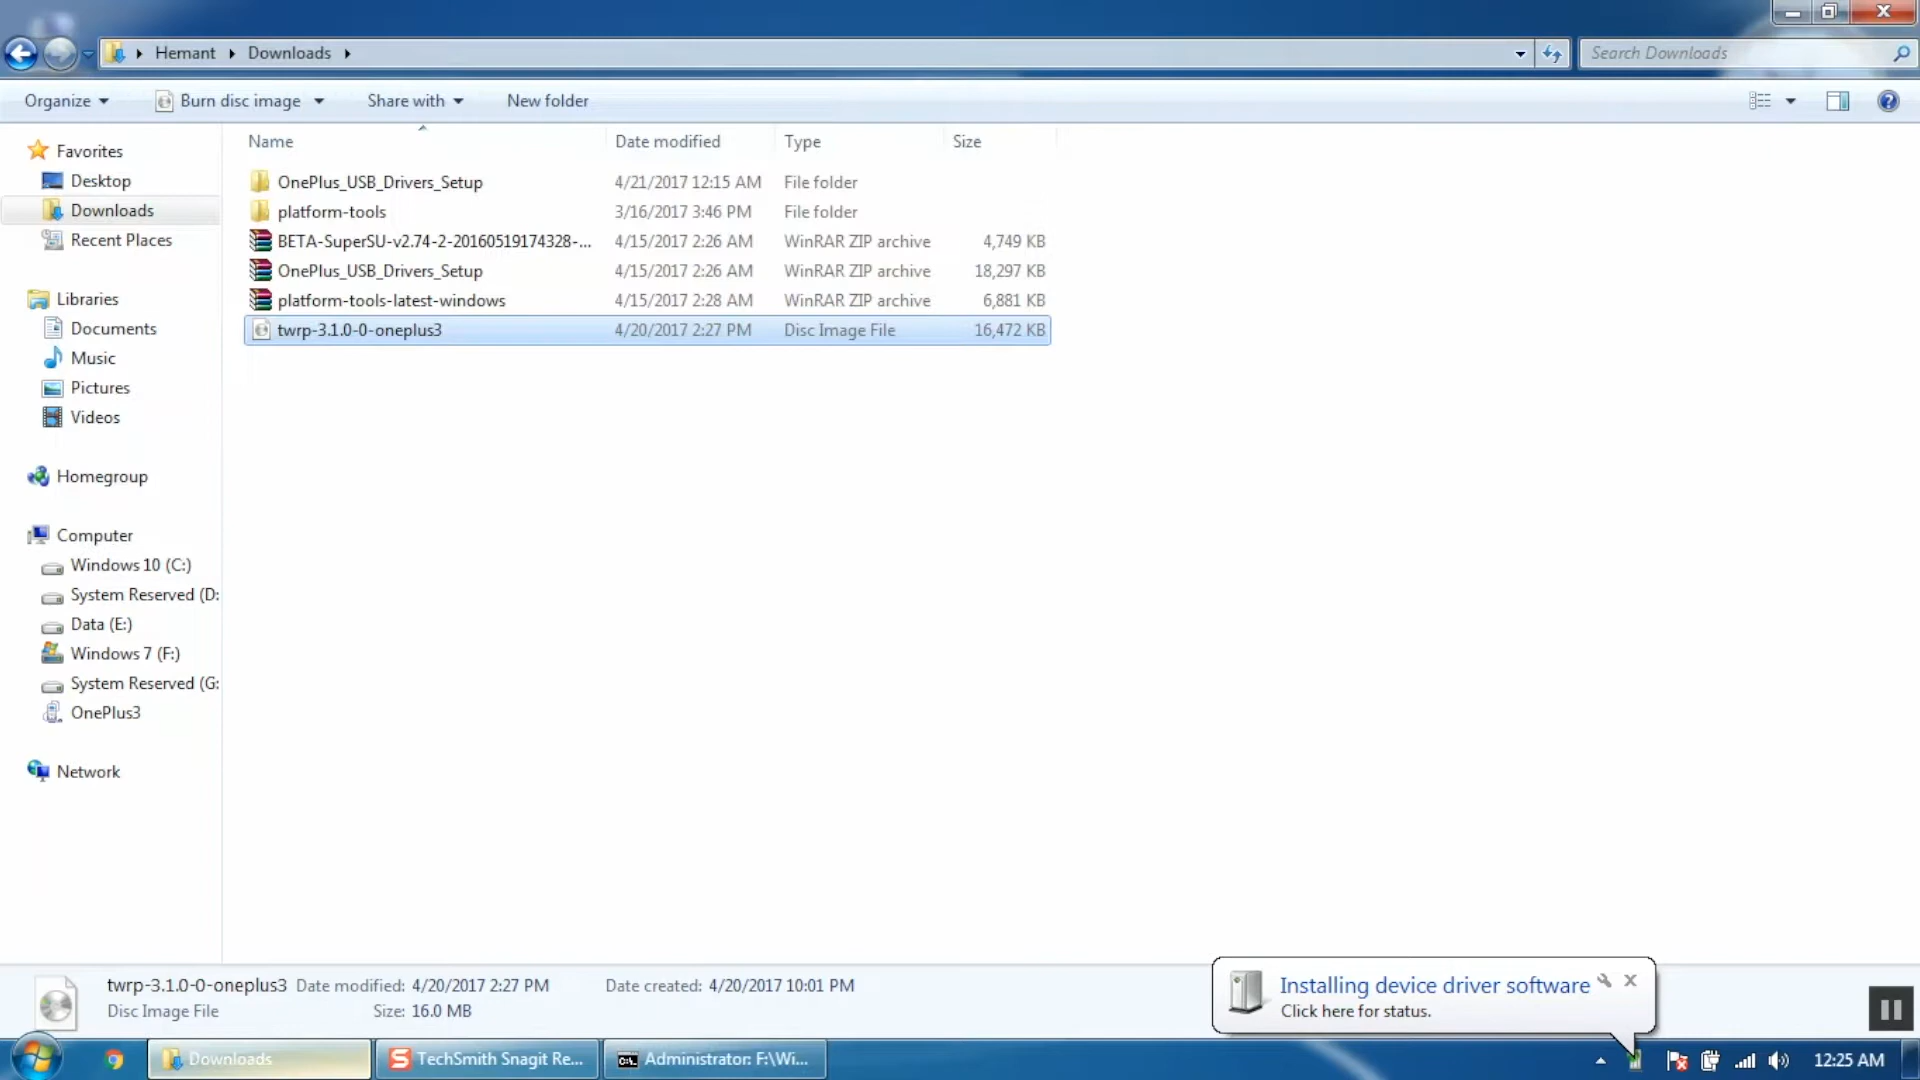 Hemant Downloads
Search Downloads
Organize Burn disc image Share with New folder
Name Date modified Type Size
Favorites
Desktop
Downloads
Recent Places
Libraries
Documents
Music
Pictures
Videos
Homegroup
Computer
Windows 10 (C:)
System Reserved (D:
Data (E:)
Windows 7 (F:)
System Reserved (G:
OnePlus3
Network
OnePlus_USB_Drivers_Setup 4/21/2017 12:15 AM File folder
platform-tools 3/16/2017 3:46 PM File folder
BETA-SuperSU-v2.74-2-20160519174328-... 4/15/2017 2:26 AM WinRAR ZIP archive 4,749 KB
OnePlus_USB_Drivers_Setup 4/15/2017 2:26 AM WinRAR ZIP archive 18,297 KB
platform-tools-latest-windows 4/15/2017 2:28 AM WinRAR ZIP archive 6,881 KB
twrp-3.1.0-0-oneplus3 4/20/2017 2:27 PM Disc Image File 16,472 KB
twrp-3.1.0-0-oneplus3 Date modified: 4/20/2017 2:27 PM Date created: 4/20/2017 10:01 PM
Disc Image File Size: 16.0 MB
Installing device driver software
Click here for status.
Downloads TechSmith Snagit Re... Administrator: F:\Wi... 12:25 AM